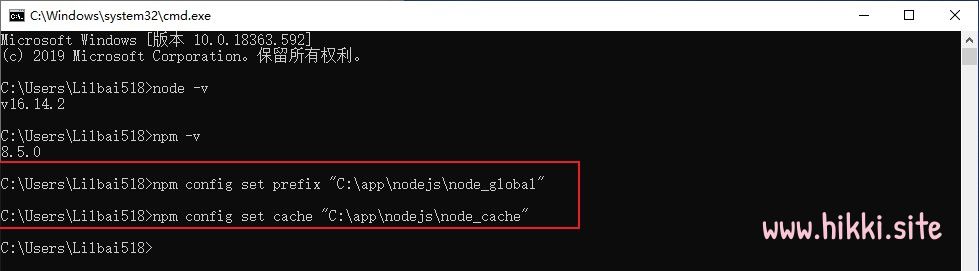 C:\Windows\system32\cmd.exe
Microsoft Windows [版本 10.0.18363.592]
(c) 2019 Microsoft Corporation。保留所有权利。
C:\Users\Lilbai518>node -v
v16.14.2
C:\Users\Lilbai518>npm -v
8.5.0
C:\Users\Lilbai518>npm config set prefix "C:\app\nodejs\node_global"
C:\Users\Lilbai518>npm config set cache "C:\app\nodejs\node_cache"
C:\Users\Lilbai518>
www.hikki.site